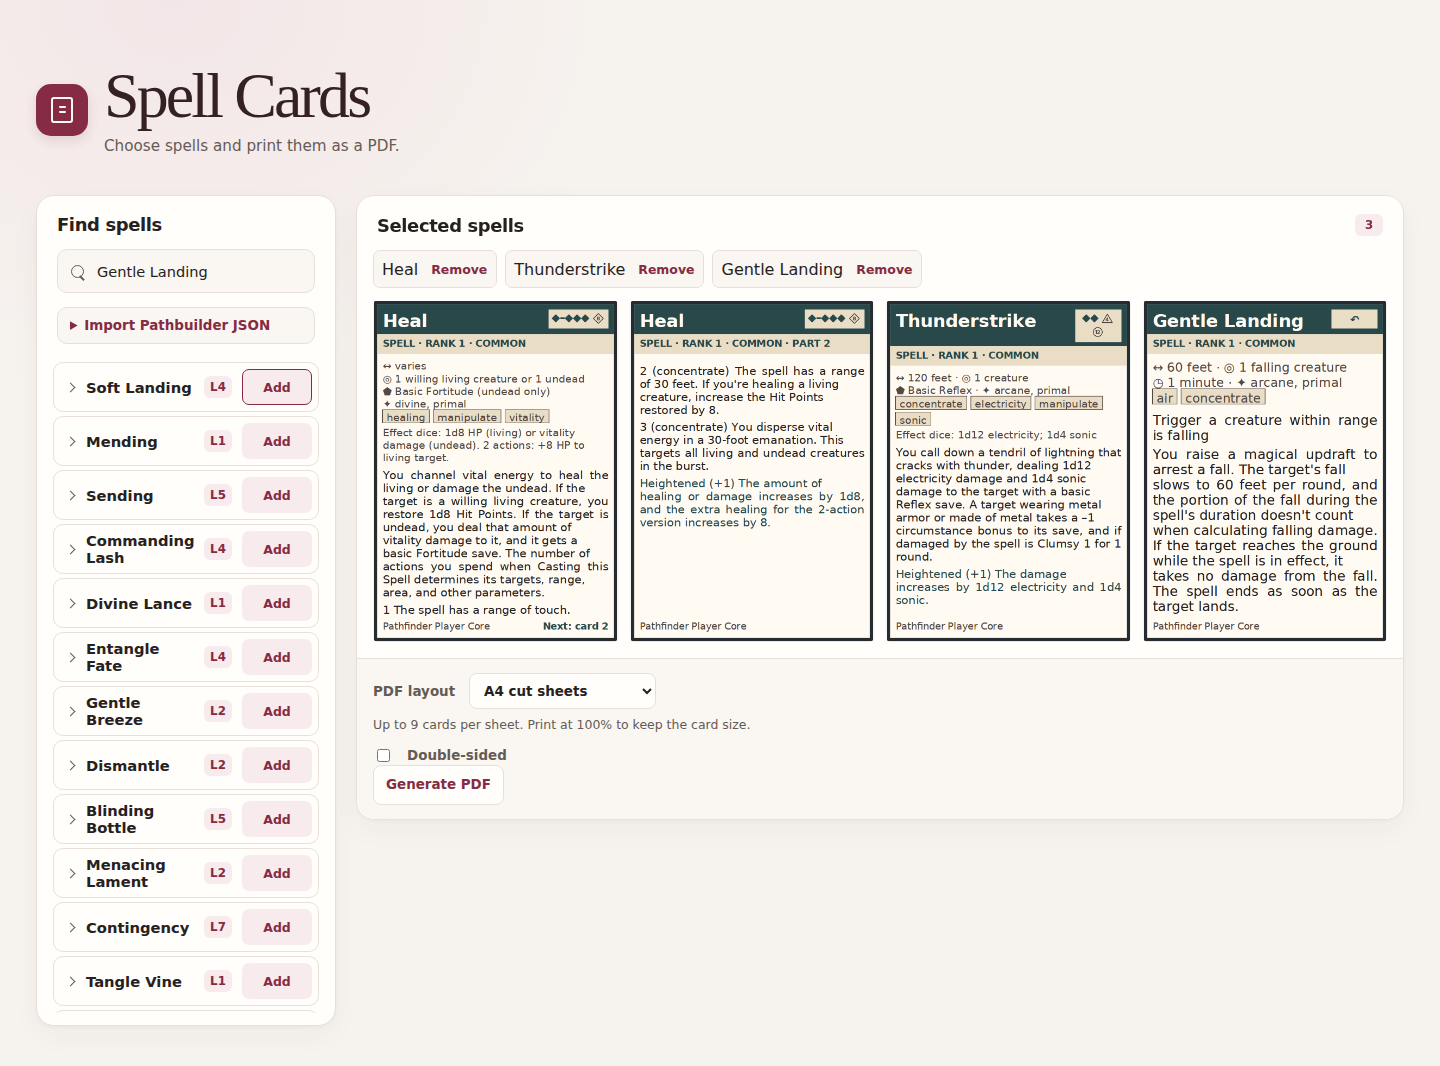 Spell Cards
Choose spells and print them as a PDF.
Find spells
Gentle Landing
Import Pathbuilder JSON
Soft Landing L4 Add
Mending L1 Add
Sending L5 Add
Commanding
Lash
L4 Add
Divine Lance L1 Add
Entangle
Fate
L4 Add
Gentle
Breeze
L2 Add
Dismantle L2 Add
Blinding
Bottle
L5 Add
Menacing
Lament
L2 Add
Contingency L7 Add
Tangle Vine L1 Add
Selected spells 3
Heal Remove Thunderstrike Remove Gentle Landing Remove
Heal
SPELL · RANK 1 · COMMON
↔ varies
◎ 1 willing living creature or 1 undead
⬟ Basic Fortitude (undead only)
✦ divine, primal
healing manipulate vitality
Effect dice: 1d8 HP (living) or vitality
damage (undead). 2 actions: +8 HP to
living target.
You channel vital energy to heal the
living or damage the undead. If the
target is a willing living creature, you
restore 1d8 Hit Points. If the target is
undead, you deal that amount of
vitality damage to it, and it gets a
basic Fortitude save. The number of
actions you spend when Casting this
Spell determines its targets, range,
area, and other parameters.
1 The spell has a range of touch.
Pathfinder Player Core Next: card 2
Heal
SPELL · RANK 1 · COMMON · PART 2
2 (concentrate) The spell has a range
of 30 feet. If you're healing a living
creature, increase the Hit Points
restored by 8.
3 (concentrate) You disperse vital
energy in a 30-foot emanation. This
targets all living and undead creatures
in the burst.
Heightened (+1) The amount of
healing or damage increases by 1d8,
and the extra healing for the 2-action
version increases by 8.
Pathfinder Player Core
Thunderstrike
SPELL · RANK 1 · COMMON
↔ 120 feet · ◎ 1 creature
⬟ Basic Reflex · ✦ arcane, primal
concentrate electricity manipulate
sonic
Effect dice: 1d12 electricity; 1d4 sonic
You call down a tendril of lightning that
cracks with thunder, dealing 1d12
electricity damage and 1d4 sonic
damage to the target with a basic
Reflex save. A target wearing metal
armor or made of metal takes a –1
circumstance bonus to its save, and if
damaged by the spell is Clumsy 1 for 1
round.
Heightened (+1) The damage
increases by 1d12 electricity and 1d4
sonic.
Pathfinder Player Core
Gentle Landing
SPELL · RANK 1 · COMMON
↔ 60 feet · ◎ 1 falling creature
◷ 1 minute · ✦ arcane, primal
air concentrate
Trigger a creature within range
is falling
You raise a magical updraft to
arrest a fall. The target's fall
slows to 60 feet per round, and
the portion of the fall during the
spell's duration doesn't count
when calculating falling damage.
If the target reaches the ground
while the spell is in effect, it
takes no damage from the fall.
The spell ends as soon as the
target lands.
Pathfinder Player Core
PDF layout A4 cut sheets
Up to 9 cards per sheet. Print at 100% to keep the card size.
Double-sided
Generate PDF